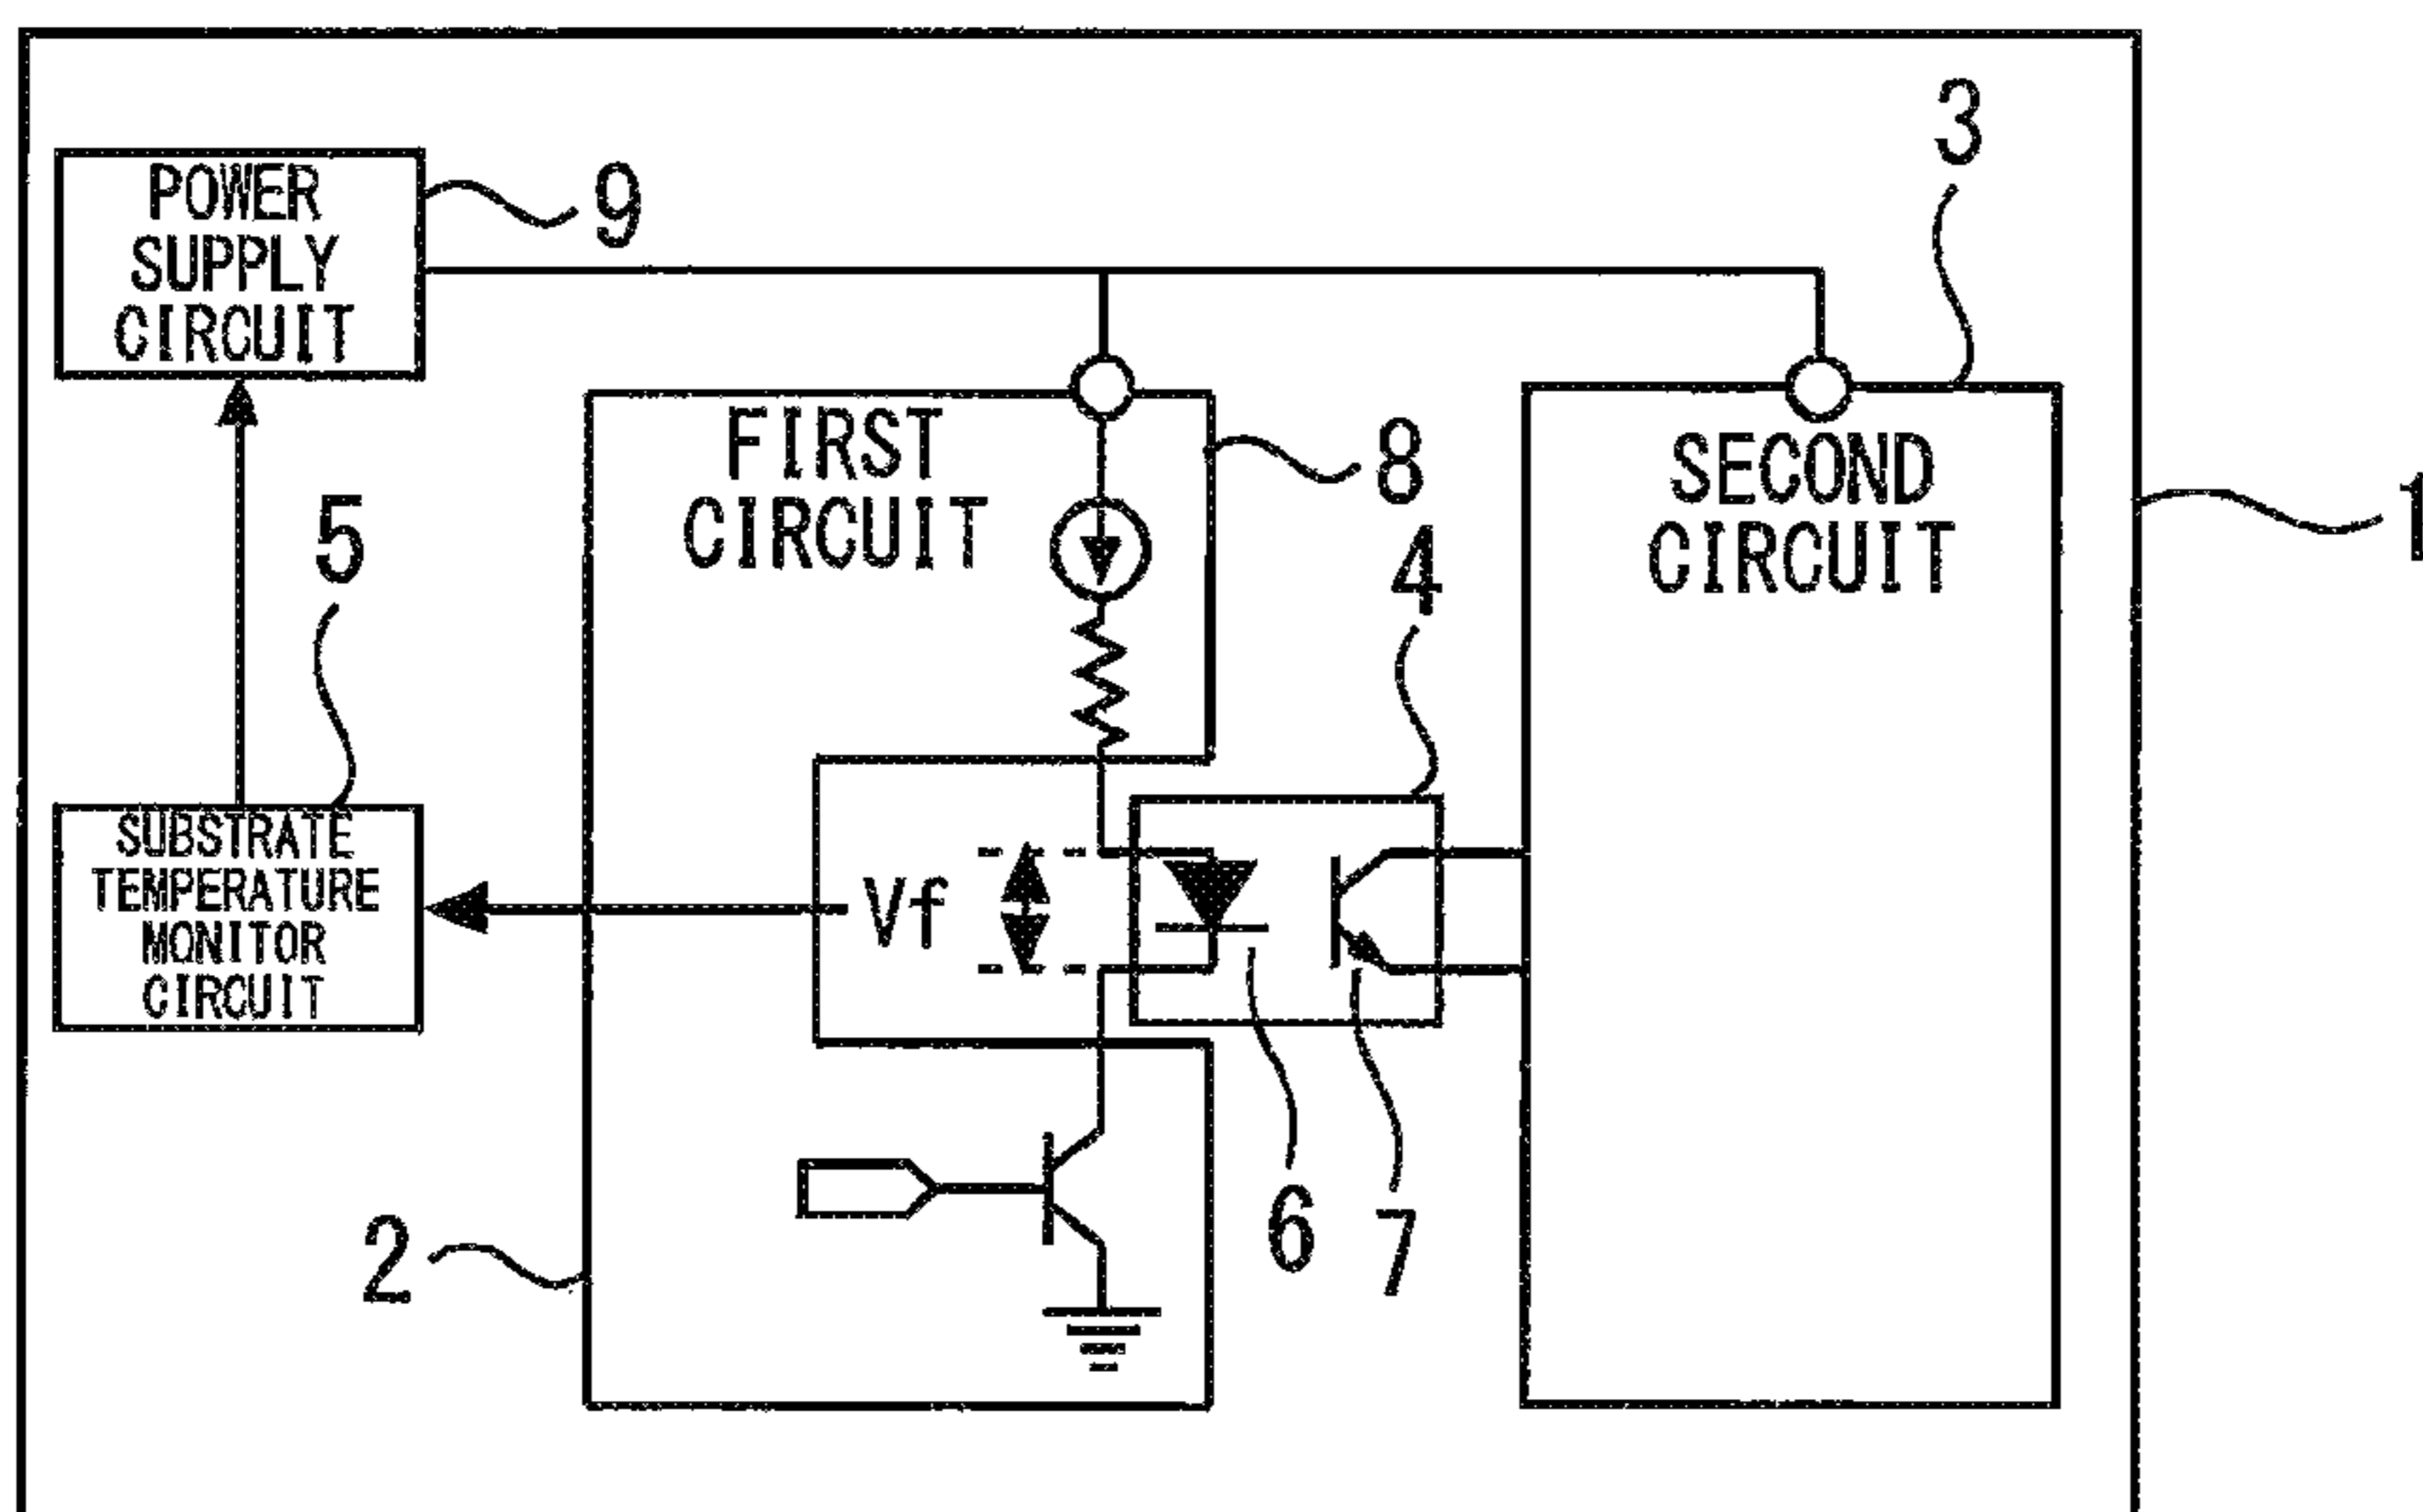 3
POWER
SUPPLY
CIRCUIT
9
FIRST
CIRCUIT
8
SECOND
CIRCUIT
1
5
4
SUBSTRATE
TEMPERATURE
MONITOR
CIRCUIT
Vf
2
6
7